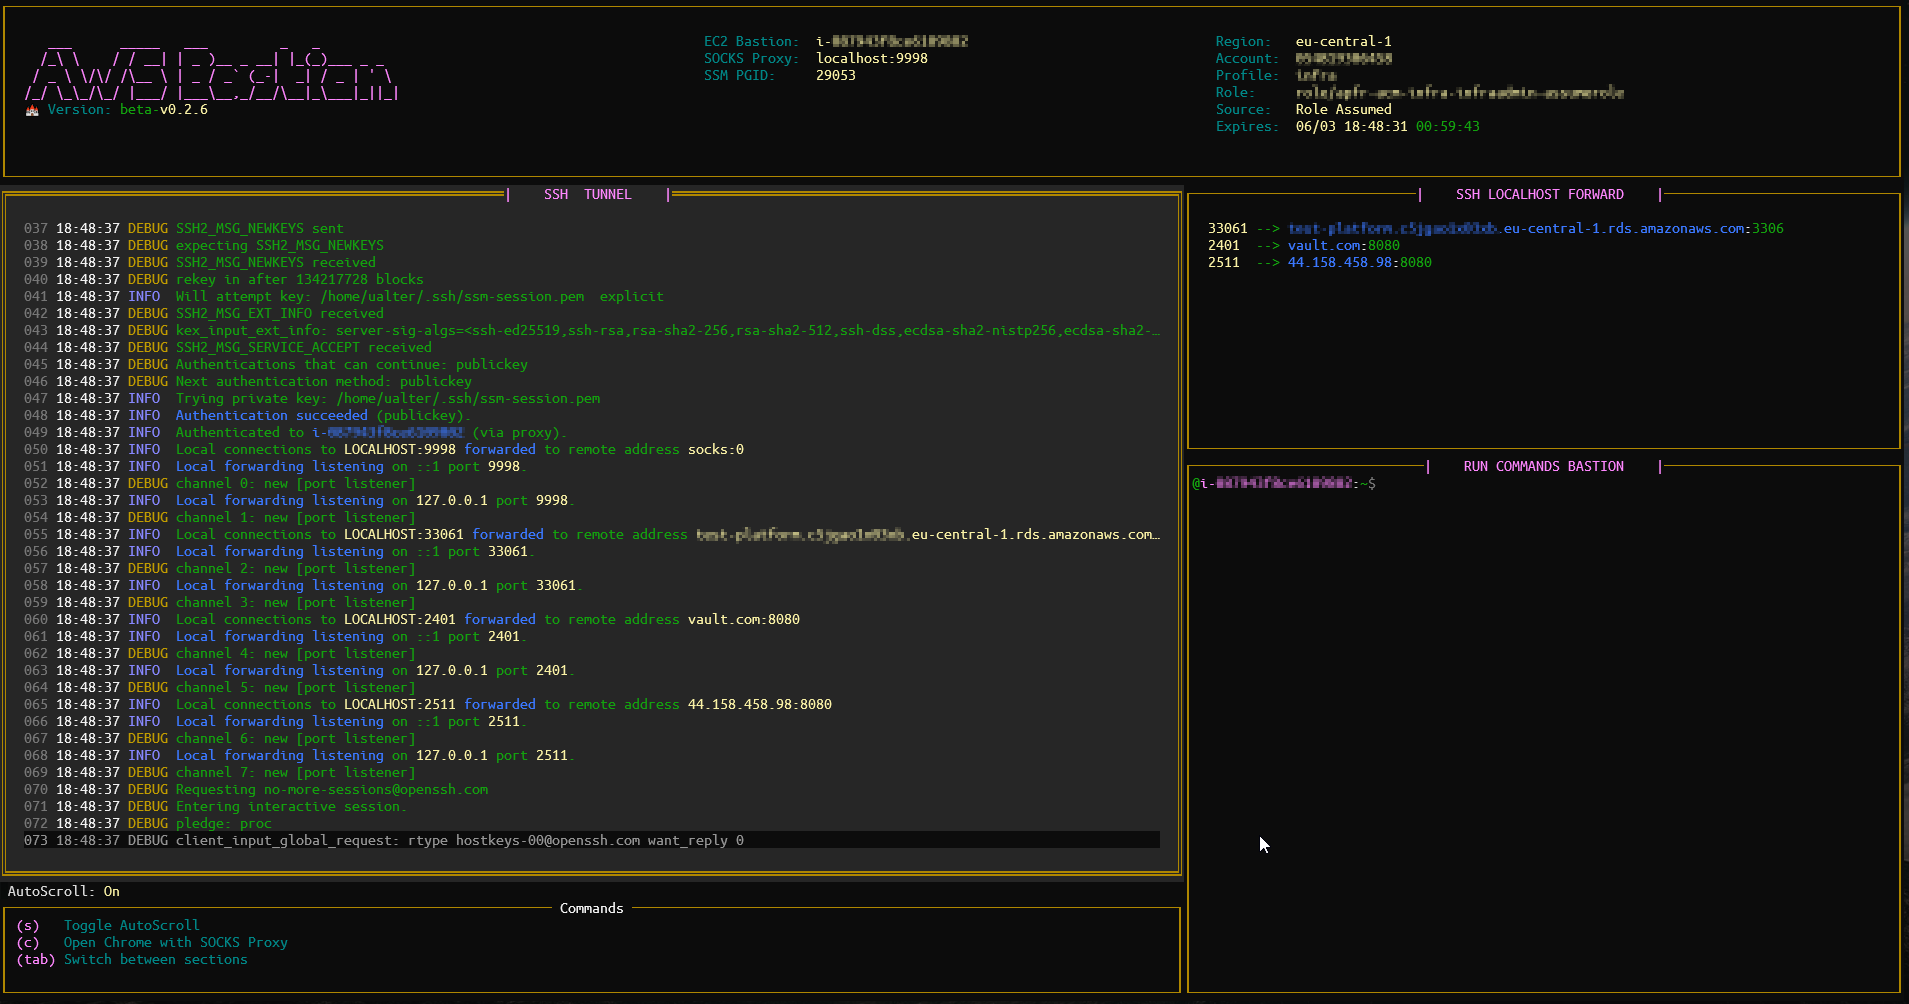 AWS Bastion
Version: beta-v0.2.6
EC2 Bastion: i-
SOCKS Proxy: localhost:9998
SSM PGID: 29053
Region: eu-central-1
Account:
Profile:
Role:
Source: Role Assumed
Expires: 06/03 18:48:31 00:59:43
SSH TUNNEL
037 18:48:37 DEBUG SSH2_MSG_NEWKEYS sent
038 18:48:37 DEBUG expecting SSH2_MSG_NEWKEYS
039 18:48:37 DEBUG SSH2_MSG_NEWKEYS received
040 18:48:37 DEBUG rekey in after 134217728 blocks
041 18:48:37 INFO Will attempt key: /home/ualter/.ssh/ssm-session.pem explicit
042 18:48:37 DEBUG SSH2_MSG_EXT_INFO received
043 18:48:37 DEBUG kex_input_ext_info: server-sig-algs=<ssh-ed25519,ssh-rsa,rsa-sha2-256,rsa-sha2-512,ssh-dss,ecdsa-sha2-nistp256,ecdsa-sha2-…
044 18:48:37 DEBUG SSH2_MSG_SERVICE_ACCEPT received
045 18:48:37 DEBUG Authentications that can continue: publickey
046 18:48:37 DEBUG Next authentication method: publickey
047 18:48:37 INFO Trying private key: /home/ualter/.ssh/ssm-session.pem
048 18:48:37 INFO Authentication succeeded (publickey).
049 18:48:37 INFO Authenticated to i- (via proxy).
050 18:48:37 INFO Local connections to LOCALHOST:9998 forwarded to remote address socks:0
051 18:48:37 INFO Local forwarding listening on ::1 port 9998.
052 18:48:37 DEBUG channel 0: new [port listener]
053 18:48:37 INFO Local forwarding listening on 127.0.0.1 port 9998.
054 18:48:37 DEBUG channel 1: new [port listener]
055 18:48:37 INFO Local connections to LOCALHOST:33061 forwarded to remote address .eu-central-1.rds.amazonaws.com…
056 18:48:37 INFO Local forwarding listening on ::1 port 33061.
057 18:48:37 DEBUG channel 2: new [port listener]
058 18:48:37 INFO Local forwarding listening on 127.0.0.1 port 33061.
059 18:48:37 DEBUG channel 3: new [port listener]
060 18:48:37 INFO Local connections to LOCALHOST:2401 forwarded to remote address vault.com:8080
061 18:48:37 INFO Local forwarding listening on ::1 port 2401.
062 18:48:37 DEBUG channel 4: new [port listener]
063 18:48:37 INFO Local forwarding listening on 127.0.0.1 port 2401.
064 18:48:37 DEBUG channel 5: new [port listener]
065 18:48:37 INFO Local connections to LOCALHOST:2511 forwarded to remote address 44.158.458.98:8080
066 18:48:37 INFO Local forwarding listening on ::1 port 2511.
067 18:48:37 DEBUG channel 6: new [port listener]
068 18:48:37 INFO Local forwarding listening on 127.0.0.1 port 2511.
069 18:48:37 DEBUG channel 7: new [port listener]
070 18:48:37 DEBUG Requesting no-more-sessions@openssh.com
071 18:48:37 DEBUG Entering interactive session.
072 18:48:37 DEBUG pledge: proc
073 18:48:37 DEBUG client_input_global_request: rtype hostkeys-00@openssh.com want_reply 0
AutoScroll: On
Commands
(s) Toggle AutoScroll
(c) Open Chrome with SOCKS Proxy
(tab) Switch between sections
SSH LOCALHOST FORWARD
33061 --> .eu-central-1.rds.amazonaws.com:3306
2401 --> vault.com:8080
2511 --> 44.158.458.98:8080
RUN COMMANDS BASTION
@i-:~$